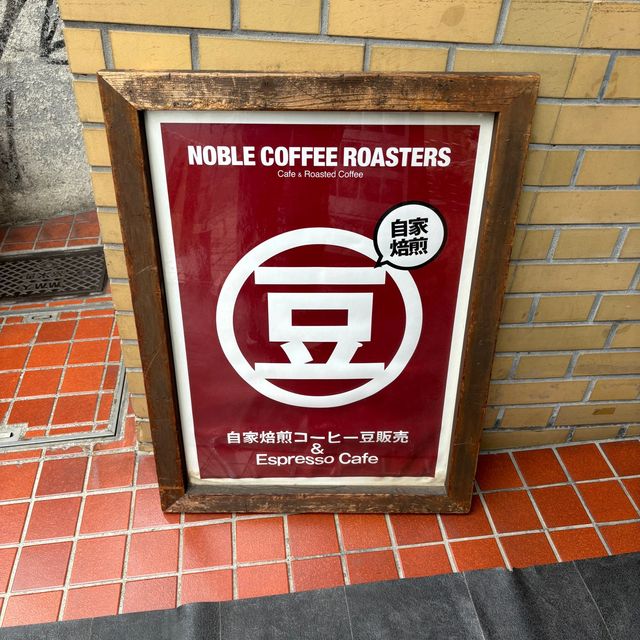 NOBLE COFFEE ROASTERS
Cafe & Roasted Coffee
自家
焙煎
豆
自家焙煎コーヒー豆販売
&
Espresso Cafe